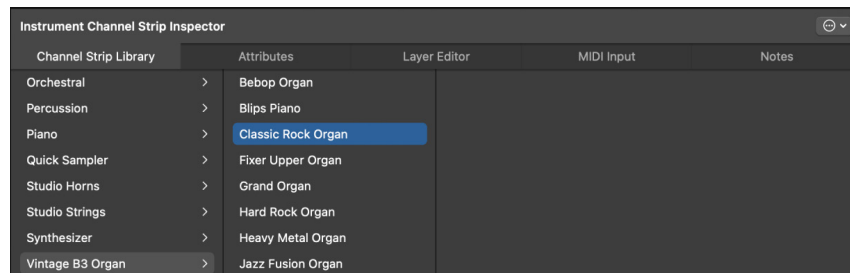 Instrument Channel Strip Inspector
Channel Strip Library
Attributes
Layer Editor
MIDI Input
Notes
Orchestral
Percussion
Piano
Quick Sampler
Studio Horns
Studio Strings
Synthesizer
Vintage B3 Organ
Bebop Organ
Blips Piano
Classic Rock Organ
Fixer Upper Organ
Grand Organ
Hard Rock Organ
Heavy Metal Organ
Jazz Fusion Organ